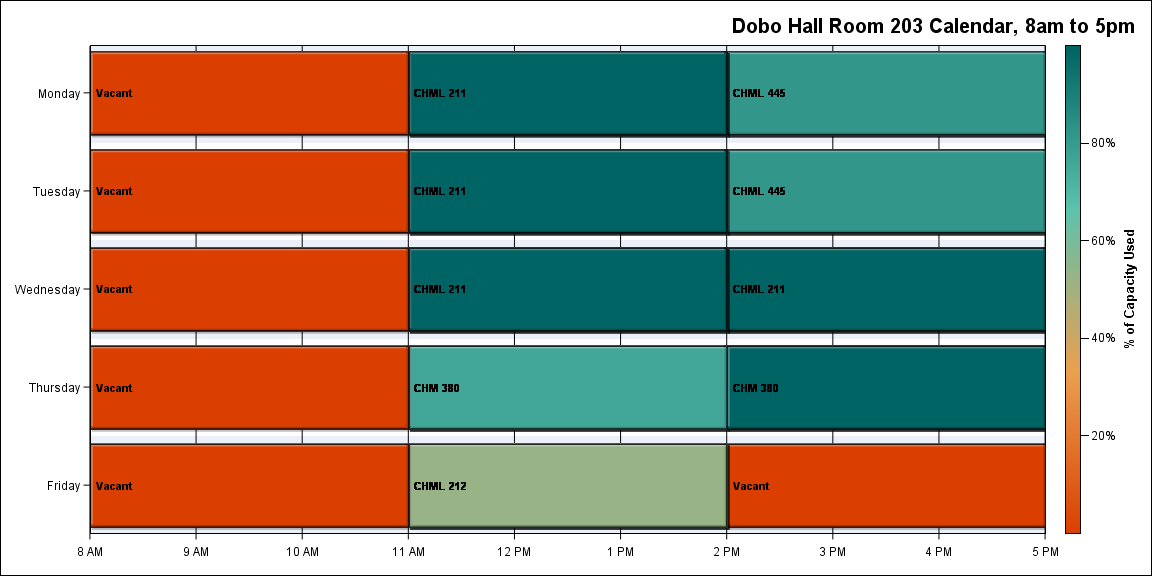 Dobo Hall Room 203 Calendar, 8am to 5pm
Monday
Vacant
CHML 211
CHML 445
Tuesday
Vacant
CHML 211
CHML 445
Wednesday
Vacant
CHML 211
CHML 211
Thursday
Vacant
CHM 380
CHM 380
Friday
Vacant
CHML 212
Vacant
8 AM
9 AM
10 AM
11 AM
12 PM
1 PM
2 PM
3 PM
4 PM
5 PM
80%
60%
40%
20%
% of Capacity Used